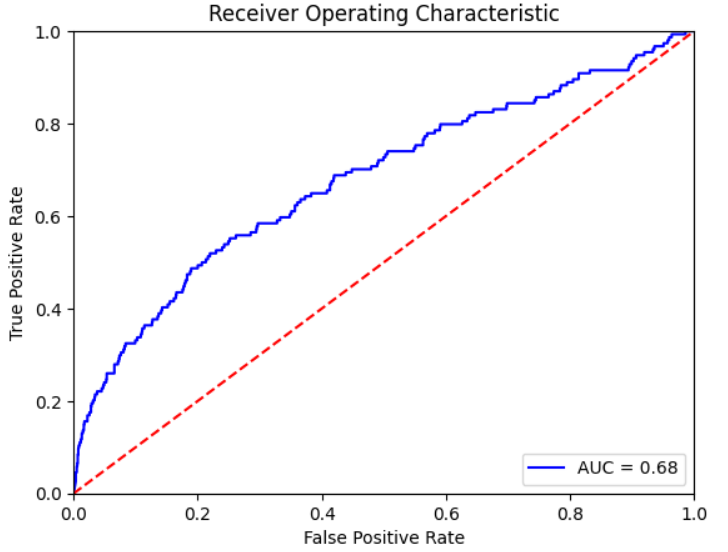 Receiver Operating Characteristic
1.0
0.8
0.6
0.4
0.2
0.0
True Positive Rate
AUC = 0.68
0.0 0.2 0.4 0.6 0.8 1.0
False Positive Rate